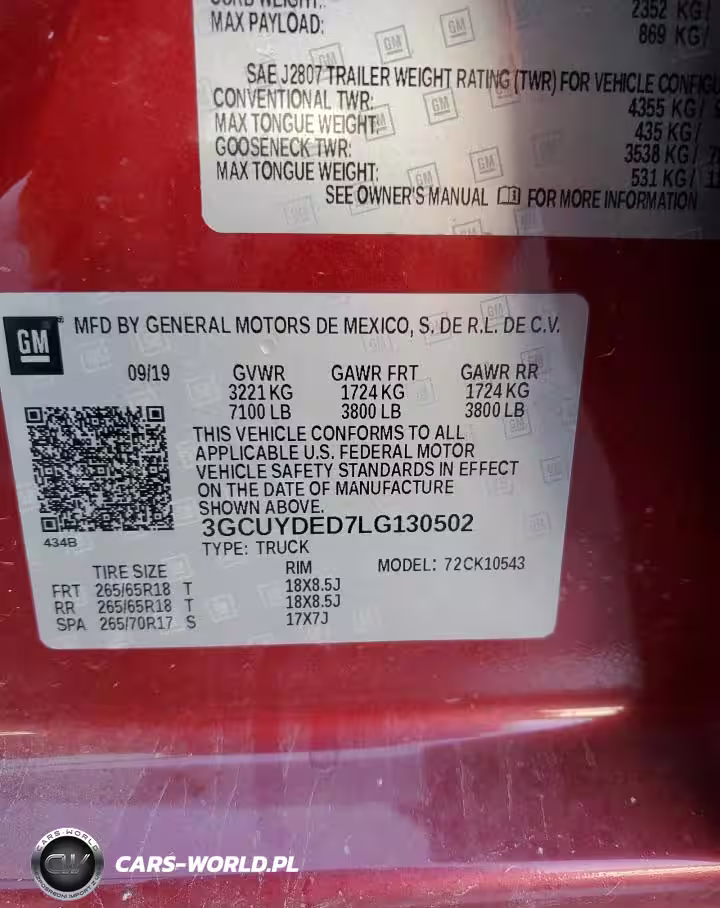 CURB WEIGHT: 2352 KG/
MAX PAYLOAD: 869 KG/
SAE J2807 TRAILER WEIGHT RATING (TWR) FOR VEHICLE CONFIGU
CONVENTIONAL TWR: 4355 KG/
MAX TONGUE WEIGHT: 435 KG/
GOOSENECK TWR: 3538 KG/
MAX TONGUE WEIGHT: 531 KG/
SEE OWNER'S MANUAL FOR MORE INFORMATION
GM ® MFD BY GENERAL MOTORS DE MEXICO, S. DE R.L. DE C.V.
09/19 GVWR GAWR FRT GAWR RR
3221 KG 1724 KG 1724 KG
7100 LB 3800 LB 3800 LB
THIS VEHICLE CONFORMS TO ALL
APPLICABLE U.S. FEDERAL MOTOR
VEHICLE SAFETY STANDARDS IN EFFECT
ON THE DATE OF MANUFACTURE
SHOWN ABOVE.
3GCUYDED7LG130502
434B
TYPE: TRUCK
TIRE SIZE RIM MODEL: 72CK10543
FRT 265/65R18 T 18X8.5J
RR 265/65R18 T 18X8.5J
SPA 265/70R17 S 17X7J
CARS-WORLD.PL